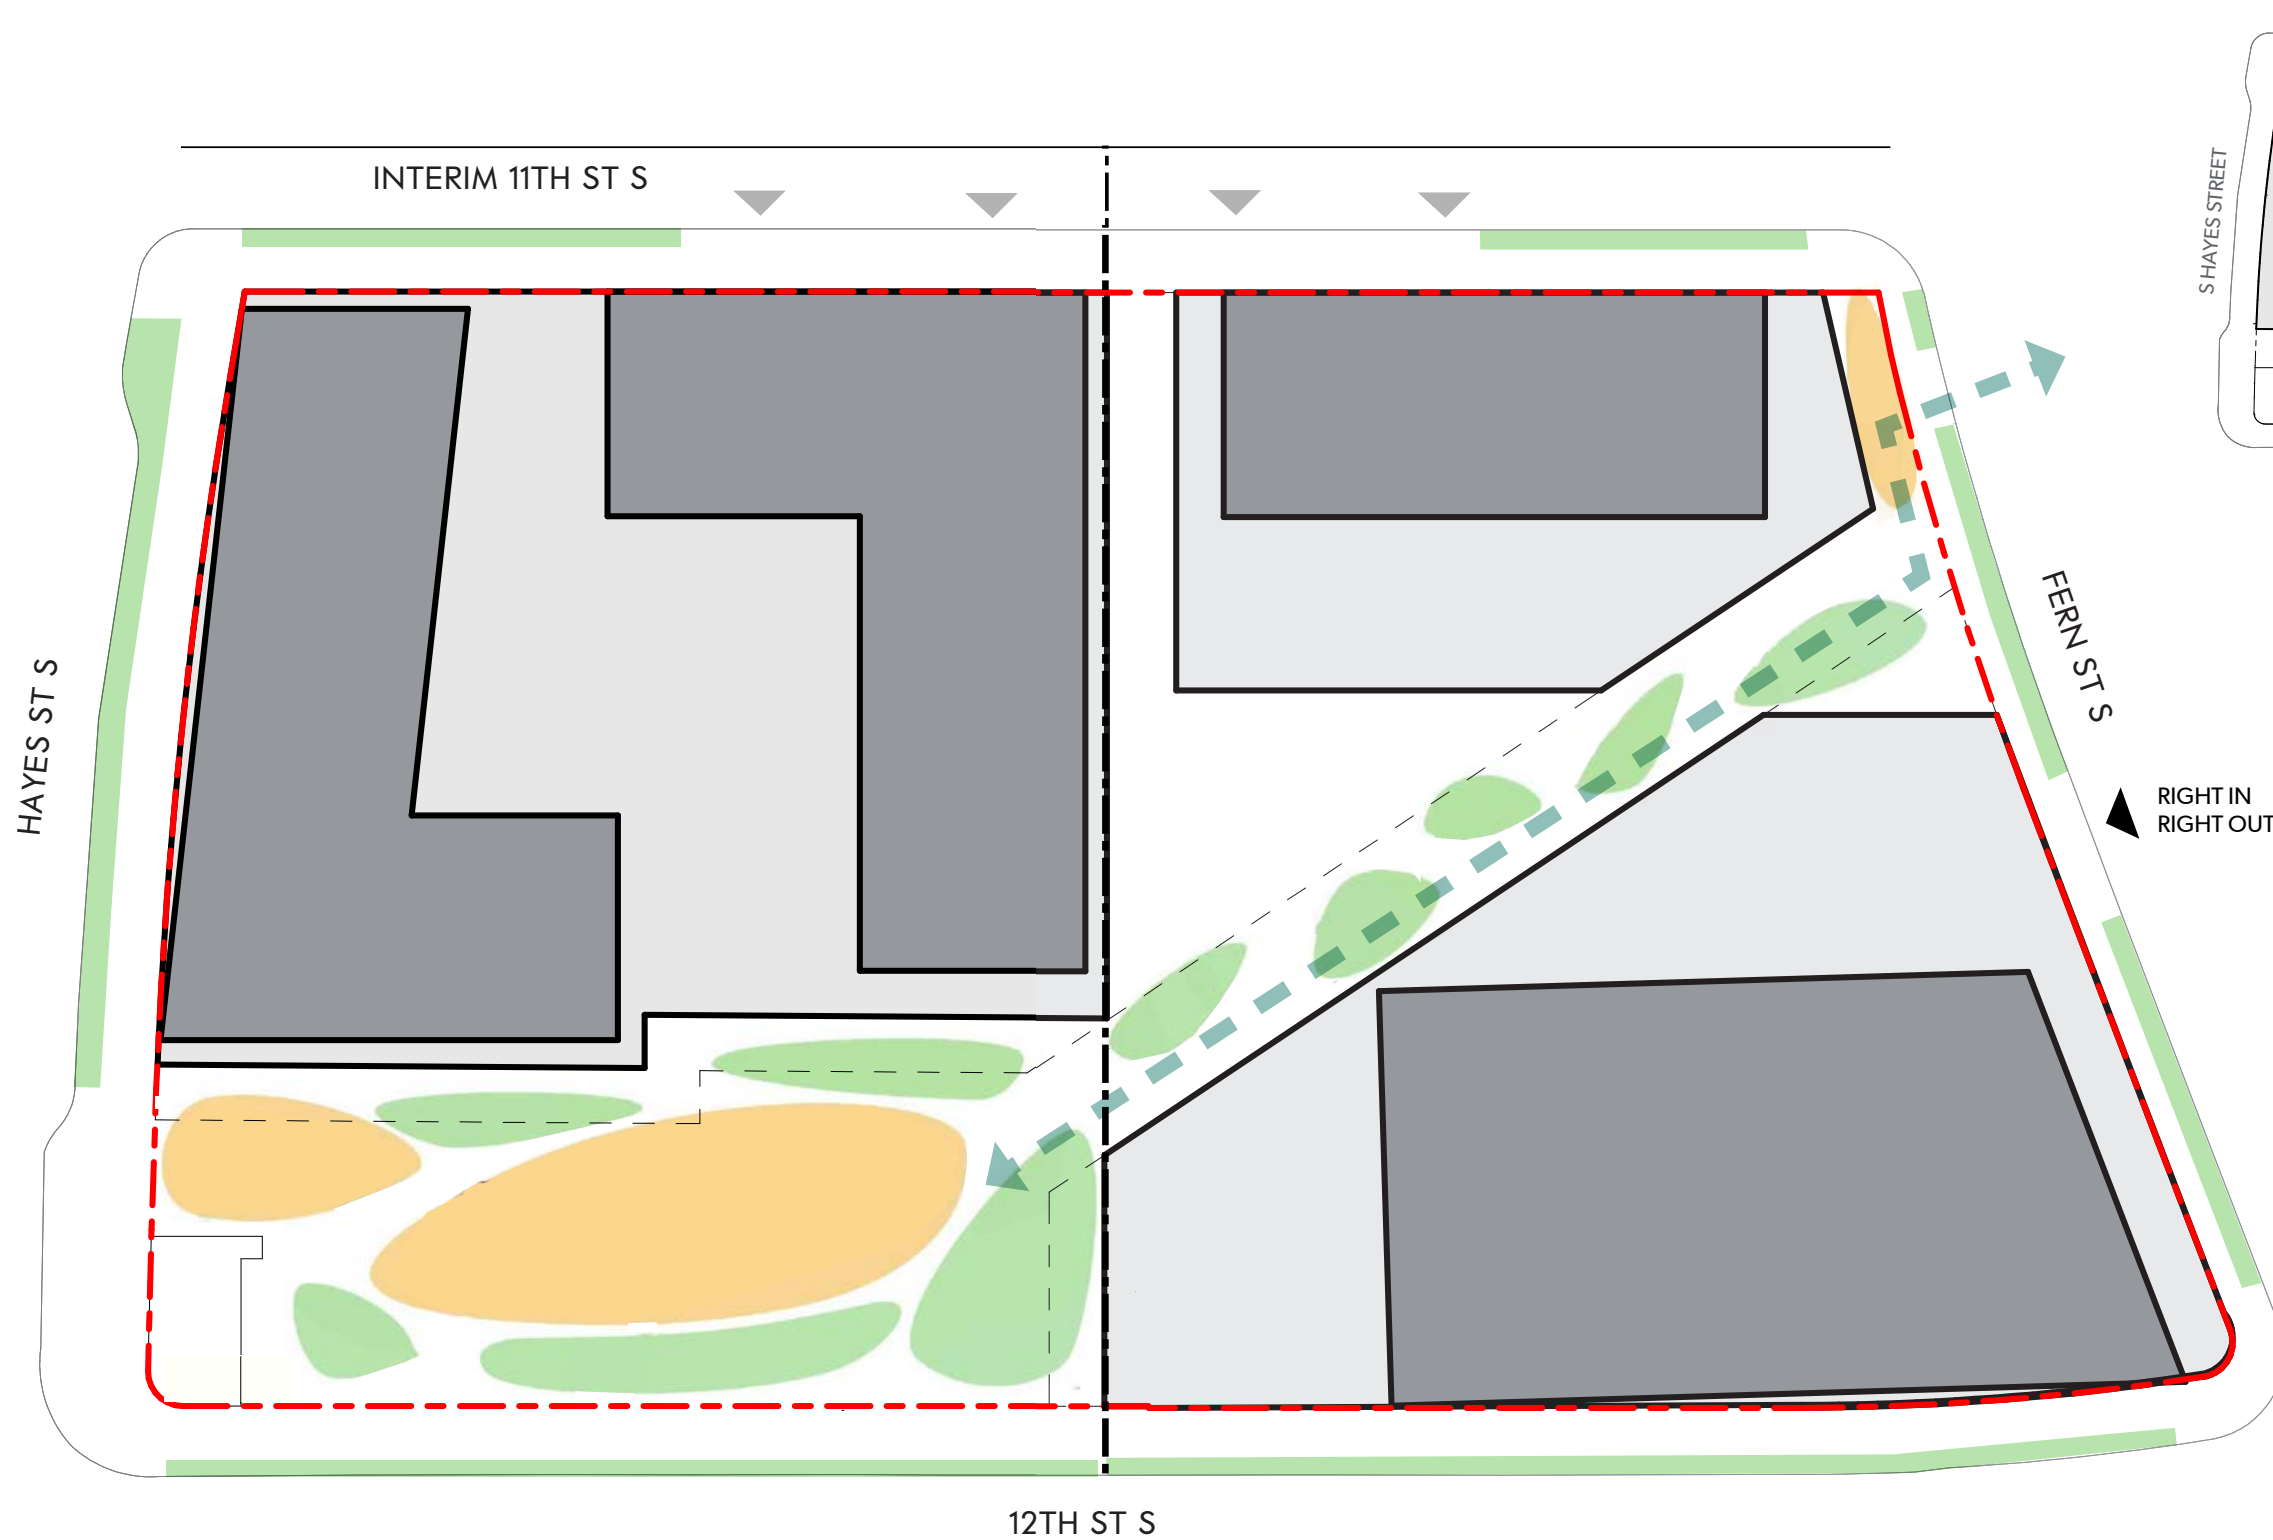 INTERIM 11TH ST S
S HAYES STREET
HAYES ST S
FERN ST S
RIGHT IN
RIGHT OUT
12TH ST S